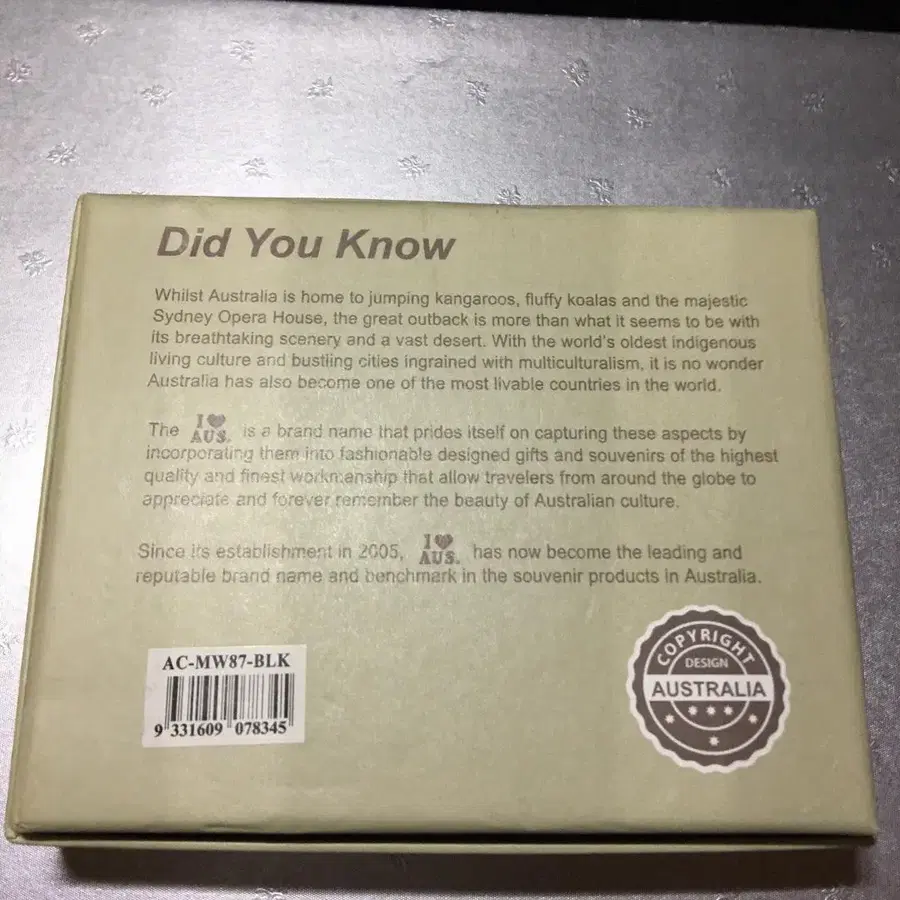 Did You Know
Whilst Australia is home to jumping kangaroos, fluffy koalas and the majestic
Sydney Opera House, the great outback is more than what it seems to be with
its breathtaking scenery and a vast desert. With the world's oldest indigenous
living culture and bustling cities ingrained with multiculturalism, it is no wonder
Australia has also become one of the most livable countries in the world.
The I ♥ AUS. is a brand name that prides itself on capturing these aspects by
incorporating them into fashionable designed gifts and souvenirs of the highest
quality and finest workmanship that allow travelers from around the globe to
appreciate and forever remember the beauty of Australian culture.
Since its establishment in 2005, I ♥ AUS. has now become the leading and
reputable brand name and benchmark in the souvenir products in Australia.
AC-MW87-BLK
9 331609 078345
COPYRIGHT
DESIGN
AUSTRALIA